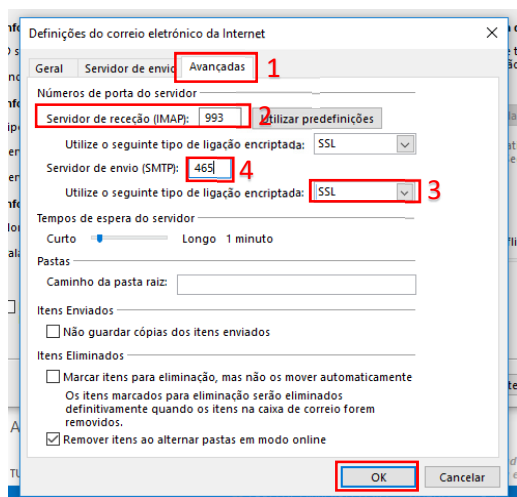 Definições do correio eletrónico da Internet
Geral Servidor de envio Avançadas 1
Números de porta do servidor
Servidor de receção (IMAP): 993 2 Utilizar predefinições
Utilize o seguinte tipo de ligação encriptada: SSL
Servidor de envio (SMTP): 465 4
Utilize o seguinte tipo de ligação encriptada: SSL 3
Tempos de espera do servidor
Curto Longo 1 minuto
Pastas
Caminho da pasta raiz:
Itens Enviados
Não guardar cópias dos itens enviados
Itens Eliminados
Marcar itens para eliminação, mas não os mover automaticamente
Os itens marcados para eliminação serão eliminados
definitivamente quando os itens na caixa de correio forem
removidos.
Remover itens ao alternar pastas em modo online
OK Cancelar